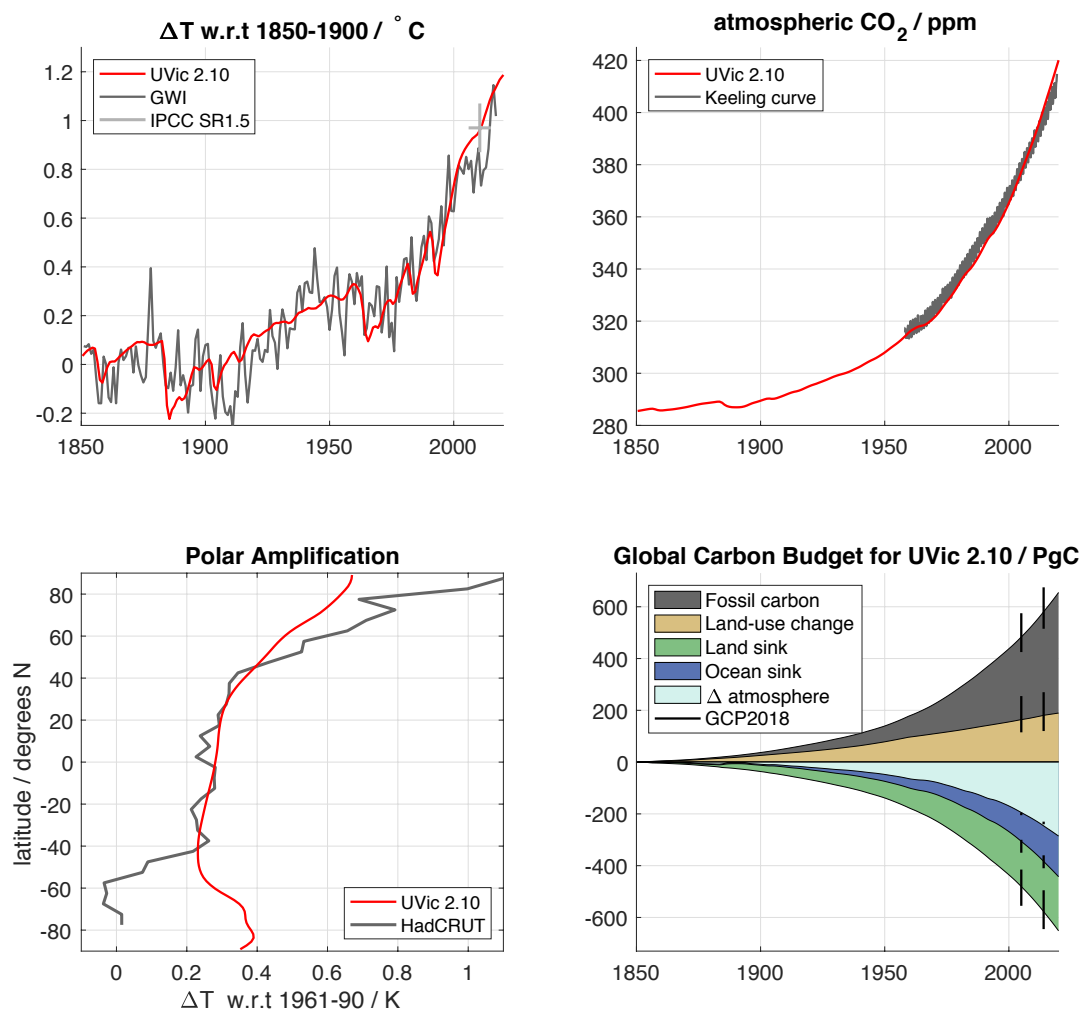 ΔT w.r.t 1850-1900 / °C
UVic 2.10
GWI
IPCC SR1.5
1.2
1
0.8
0.6
0.4
0.2
0
-0.2
1850
1900
1950
2000
atmospheric CO2 / ppm
UVic 2.10
Keeling curve
420
400
380
360
340
320
300
280
1850
1900
1950
2000
Polar Amplification
80
60
40
20
0
-20
-40
-60
-80
latitude / degrees N
UVic 2.10
HadCRUT
0
0.2
0.4
0.6
0.8
1
ΔT w.r.t 1961-90 / K
Global Carbon Budget for UVic 2.10 / PgC
Fossil carbon
Land-use change
Land sink
Ocean sink
Δ atmosphere
GCP2018
600
400
200
0
-200
-400
-600
1850
1900
1950
2000